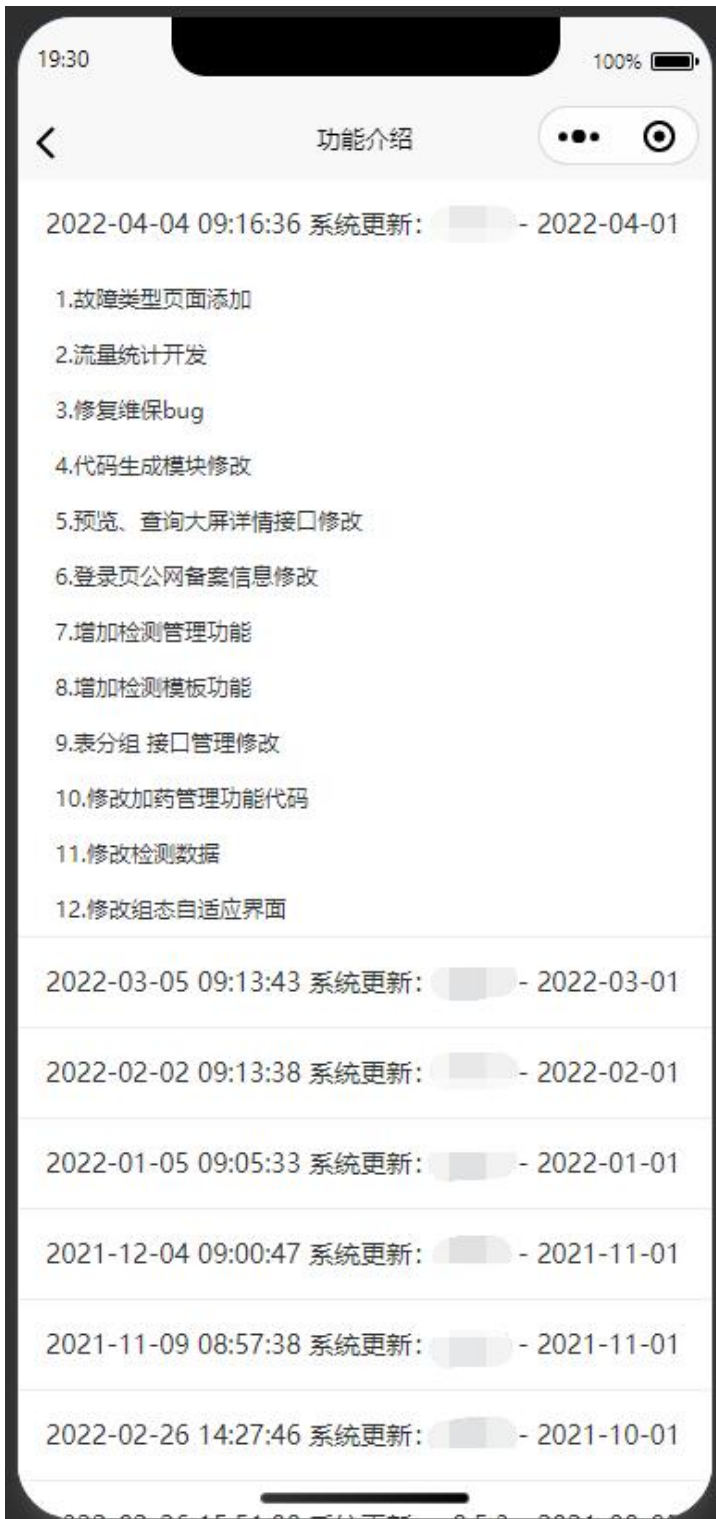 19:30
100%
功能介绍
2022-04-04 09:16:36 系统更新: - 2022-04-01
1.故障类型页面添加
2.流量统计开发
3.修复维保bug
4.代码生成模块修改
5.预览、查询大屏详情接口修改
6.登录页公网备案信息修改
7.增加检测管理功能
8.增加检测模板功能
9.表分组 接口管理修改
10.修改加药管理功能代码
11.修改检测数据
12.修改组态自适应界面
2022-03-05 09:13:43 系统更新: - 2022-03-01
2022-02-02 09:13:38 系统更新: - 2022-02-01
2022-01-05 09:05:33 系统更新: - 2022-01-01
2021-12-04 09:00:47 系统更新: - 2021-11-01
2021-11-09 08:57:38 系统更新: - 2021-11-01
2022-02-26 14:27:46 系统更新: - 2021-10-01